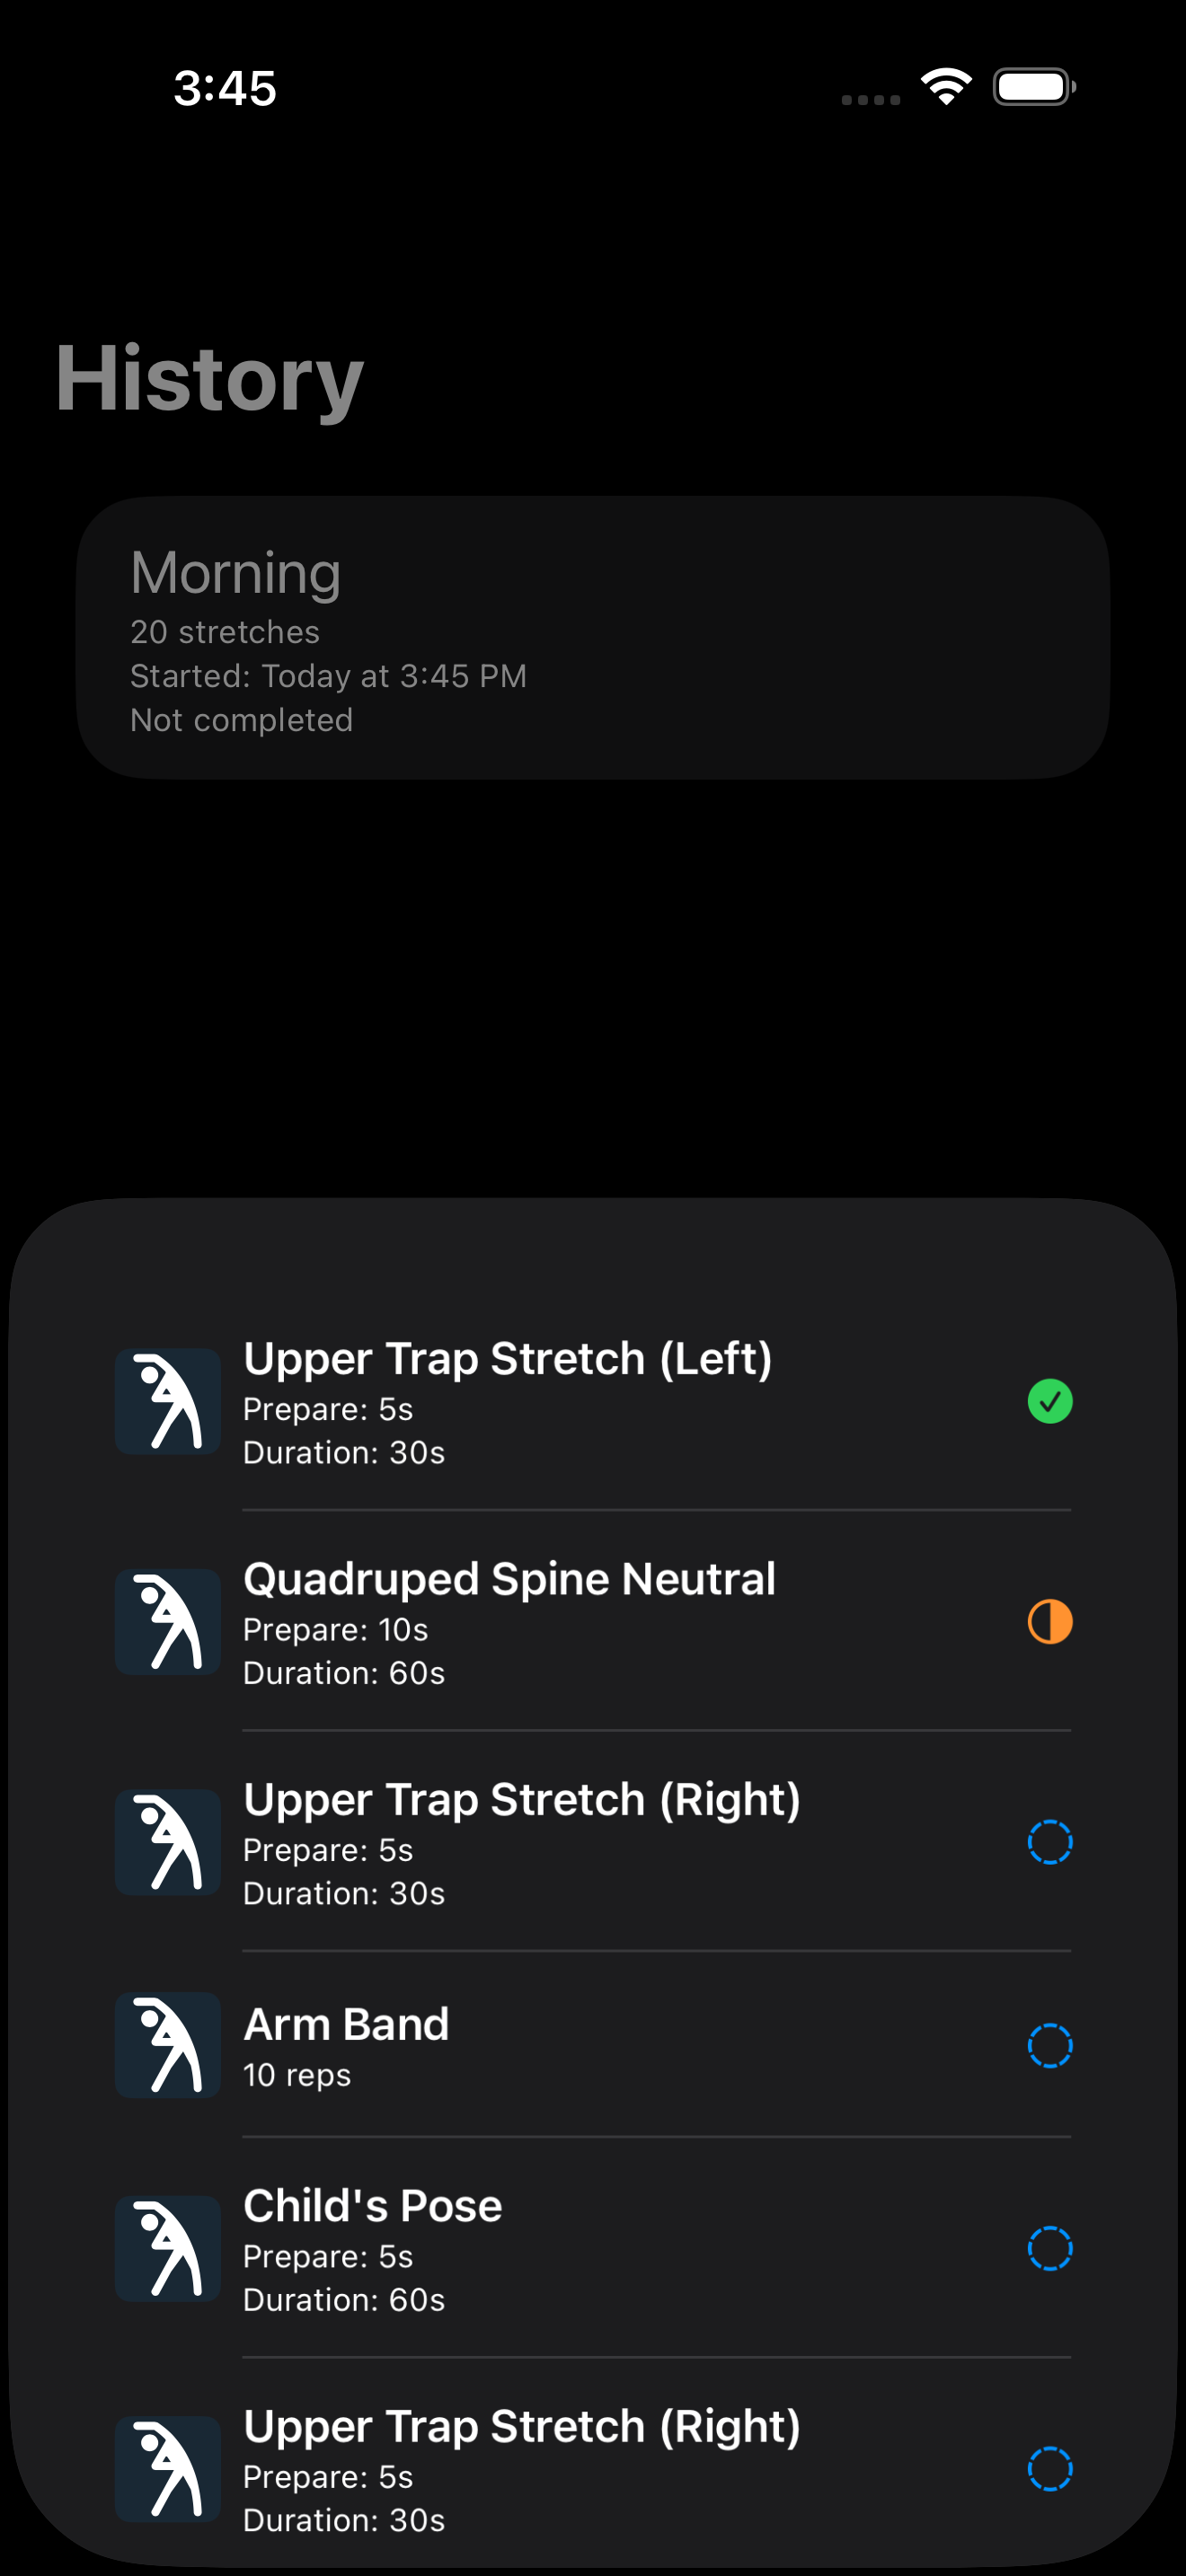 3:45
History
Morning
20 stretches
Started: Today at 3:45 PM
Not completed
Upper Trap Stretch (Left)
Prepare: 5s
Duration: 30s
Quadruped Spine Neutral
Prepare: 10s
Duration: 60s
Upper Trap Stretch (Right)
Prepare: 5s
Duration: 30s
Arm Band
10 reps
Child's Pose
Prepare: 5s
Duration: 60s
Upper Trap Stretch (Right)
Prepare: 5s
Duration: 30s